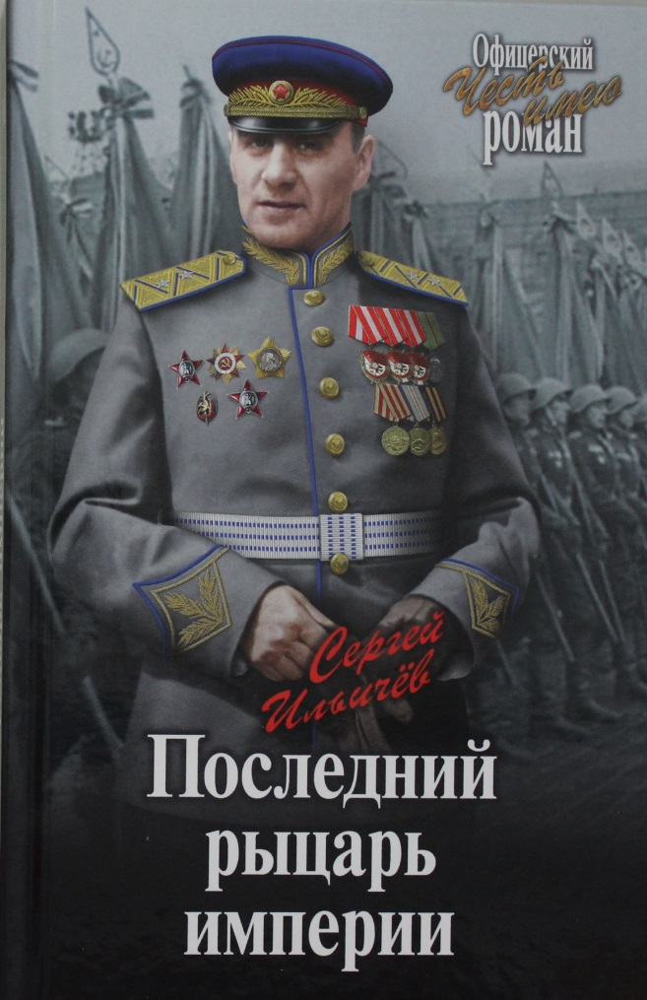 Офицерский
Честь
имею
роман
Сергей
Ильичёв
Последний
рыцарь
империи